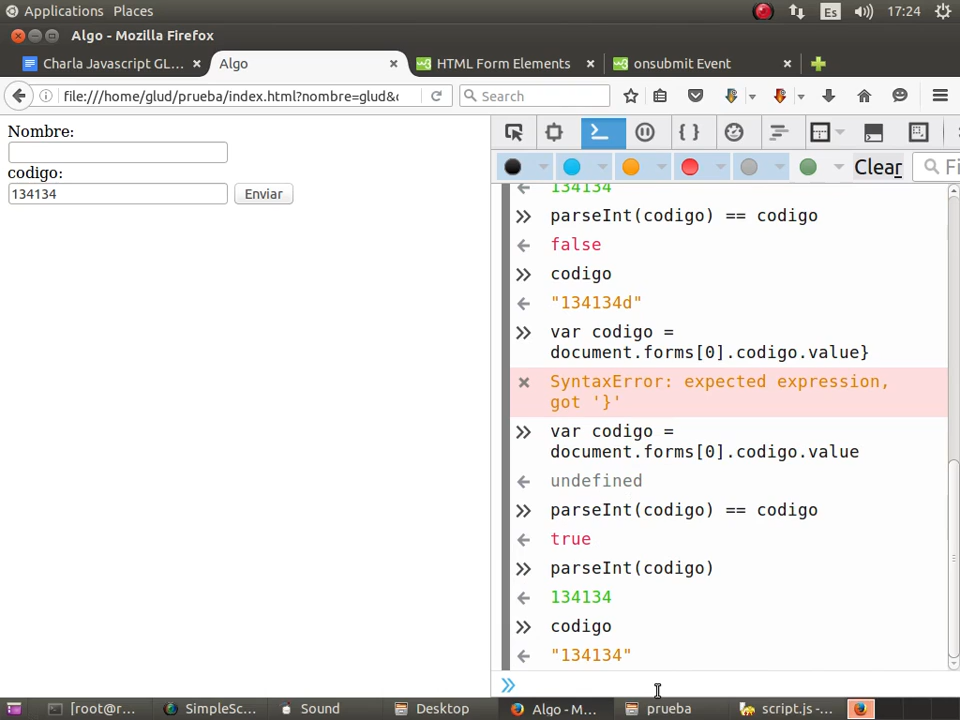 Applications Places Es 17:24
Algo - Mozilla Firefox
Charla Javascript GL... Algo HTML Form Elements onsubmit Event
file:///home/glud/prueba/index.html?nombre=glud&c Search
Nombre:
codigo:
134134 Enviar
Clear Fi
134134
parseInt(codigo) == codigo
false
codigo
"134134d"
var codigo =
document.forms[0].codigo.value}
SyntaxError: expected expression,
got '}'
var codigo =
document.forms[0].codigo.value
undefined
parseInt(codigo) == codigo
true
parseInt(codigo)
134134
codigo
"134134"
[root@r... SimpleSc... Sound Desktop Algo - M... prueba script.js -...